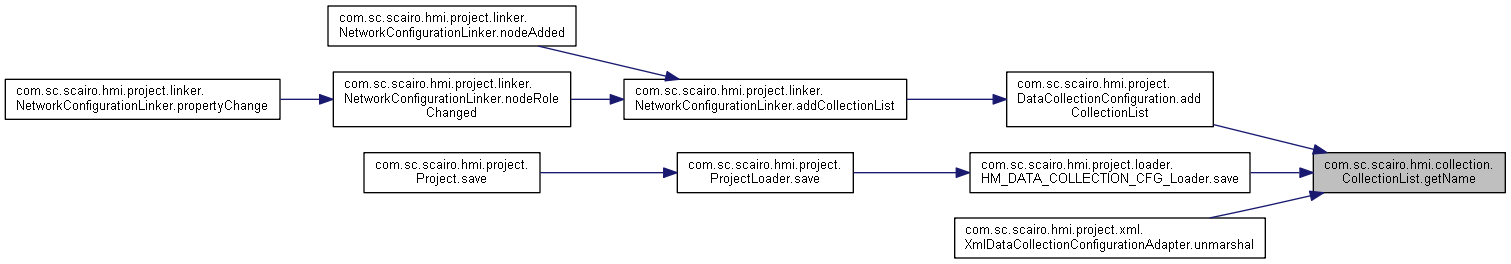 com.sc.scairo.hmi.project.linker.
NetworkConfigurationLinker.nodeAdded
com.sc.scairo.hmi.project.linker.
NetworkConfigurationLinker.propertyChange
com.sc.scairo.hmi.project.linker.
NetworkConfigurationLinker.nodeRole
Changed
com.sc.scairo.hmi.project.linker.
NetworkConfigurationLinker.addCollectionList
com.sc.scairo.hmi.project.
DataCollectionConfiguration.add
CollectionList
com.sc.scairo.hmi.project.
Project.save
com.sc.scairo.hmi.project.
ProjectLoader.save
com.sc.scairo.hmi.project.loader.
HM_DATA_COLLECTION_CFG_Loader.save
com.sc.scairo.hmi.collection.
CollectionList.getName
com.sc.scairo.hmi.project.xml.
XmlDataCollectionConfigurationAdapter.unmarshal